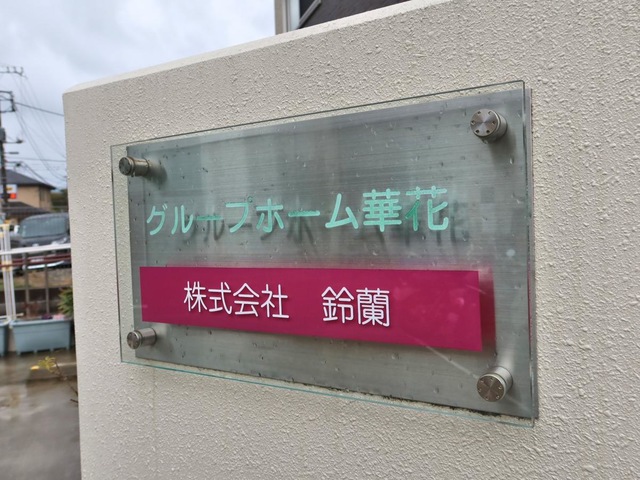 グループホーム華花
株式会社 鈴蘭